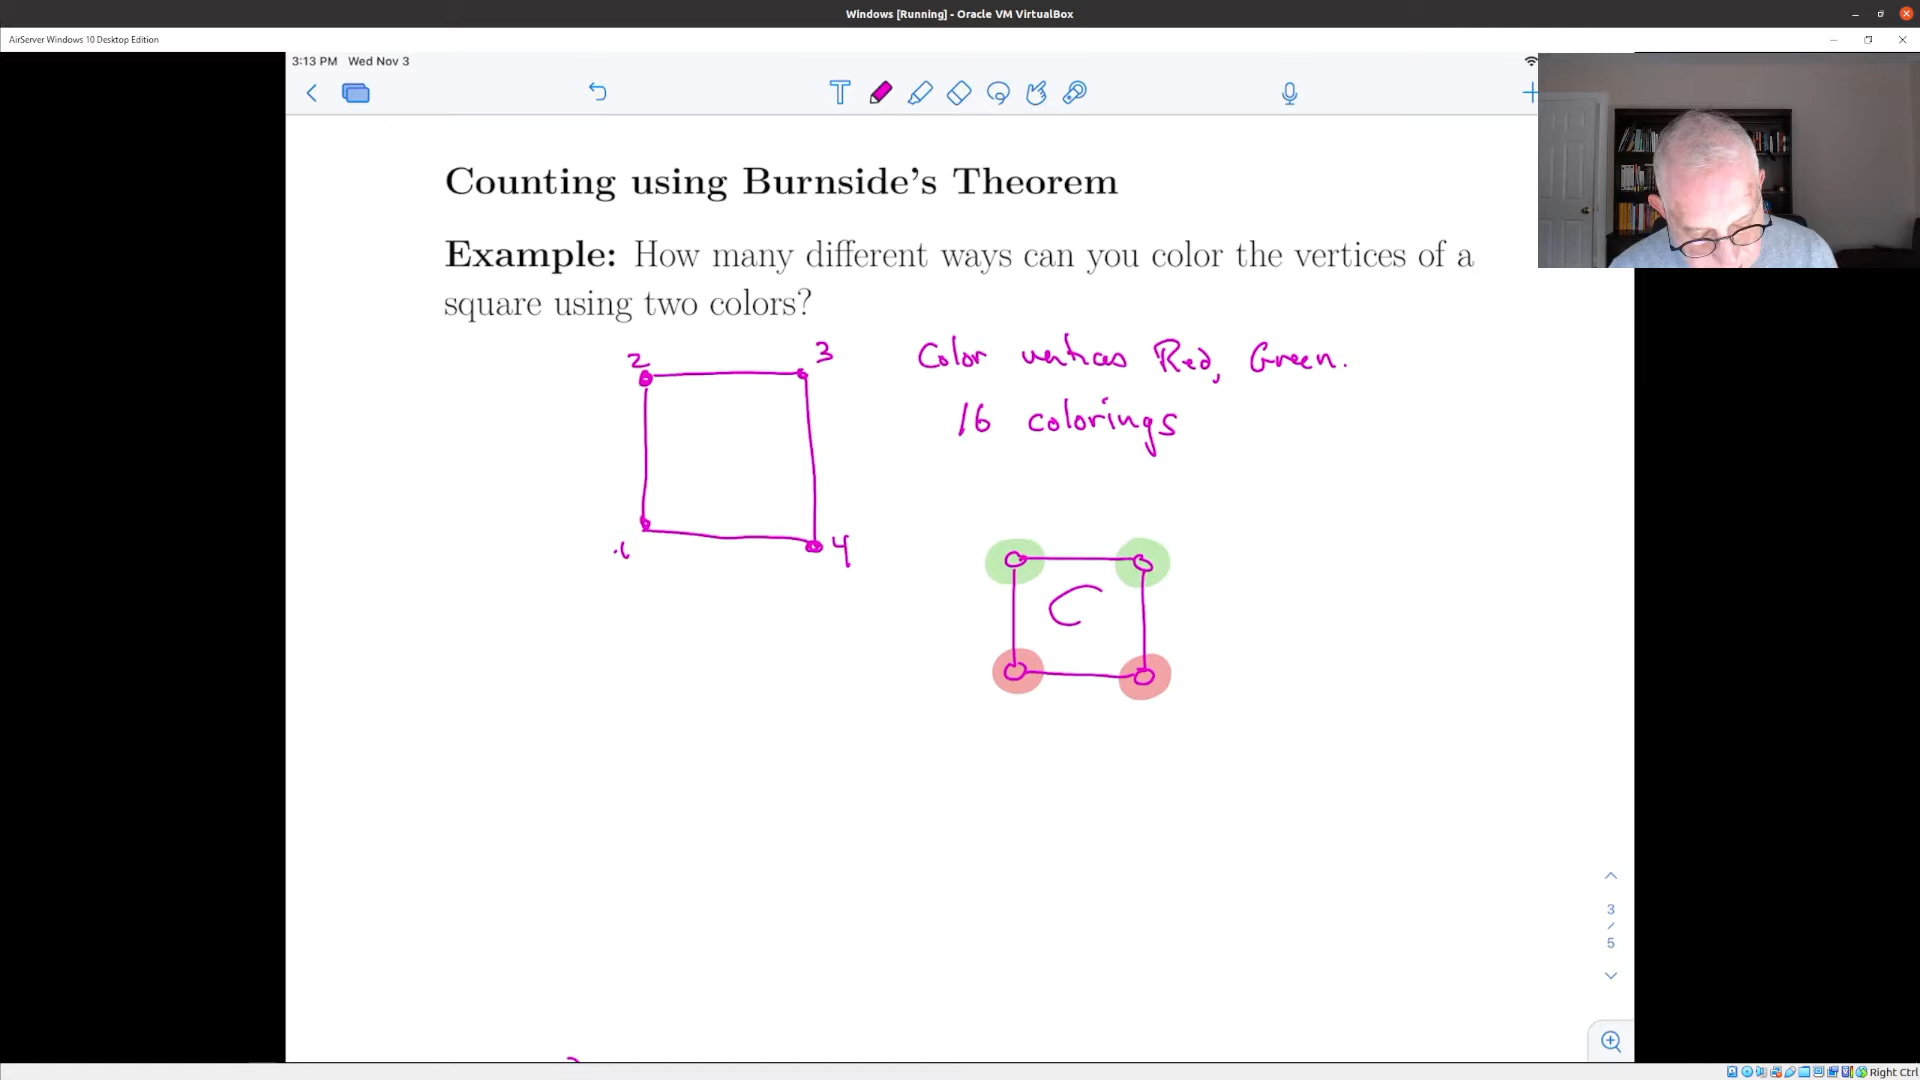 Windows [Running] - Oracle VM VirtualBox
AirServer Windows 10 Desktop Edition
3:13 PM Wed Nov 3
Counting using Burnside's Theorem
Example: How many different ways can you color the vertices of a
square using two colors?
2 3
Color vertices Red, Green.
16 colorings
4
C
3
/
5
Right Ctrl